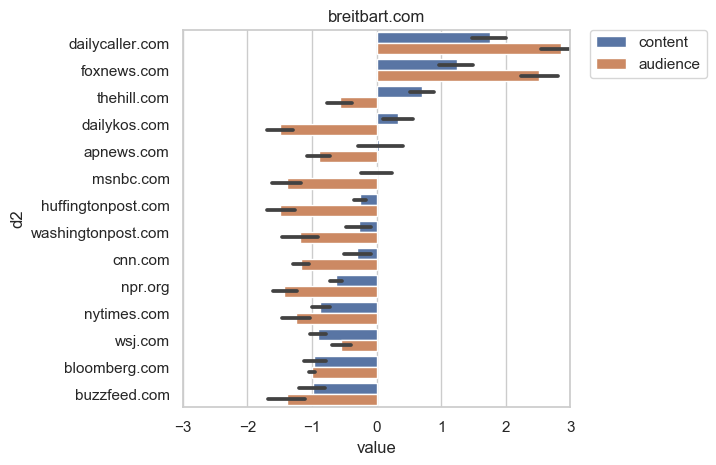 breitbart.com
content
audience
dailycaller.com
foxnews.com
thehill.com
dailykos.com
apnews.com
msnbc.com
huffingtonpost.com
washingtonpost.com
cnn.com
npr.org
nytimes.com
wsj.com
bloomberg.com
buzzfeed.com
d2
−3 −2 −1 0 1 2 3
value